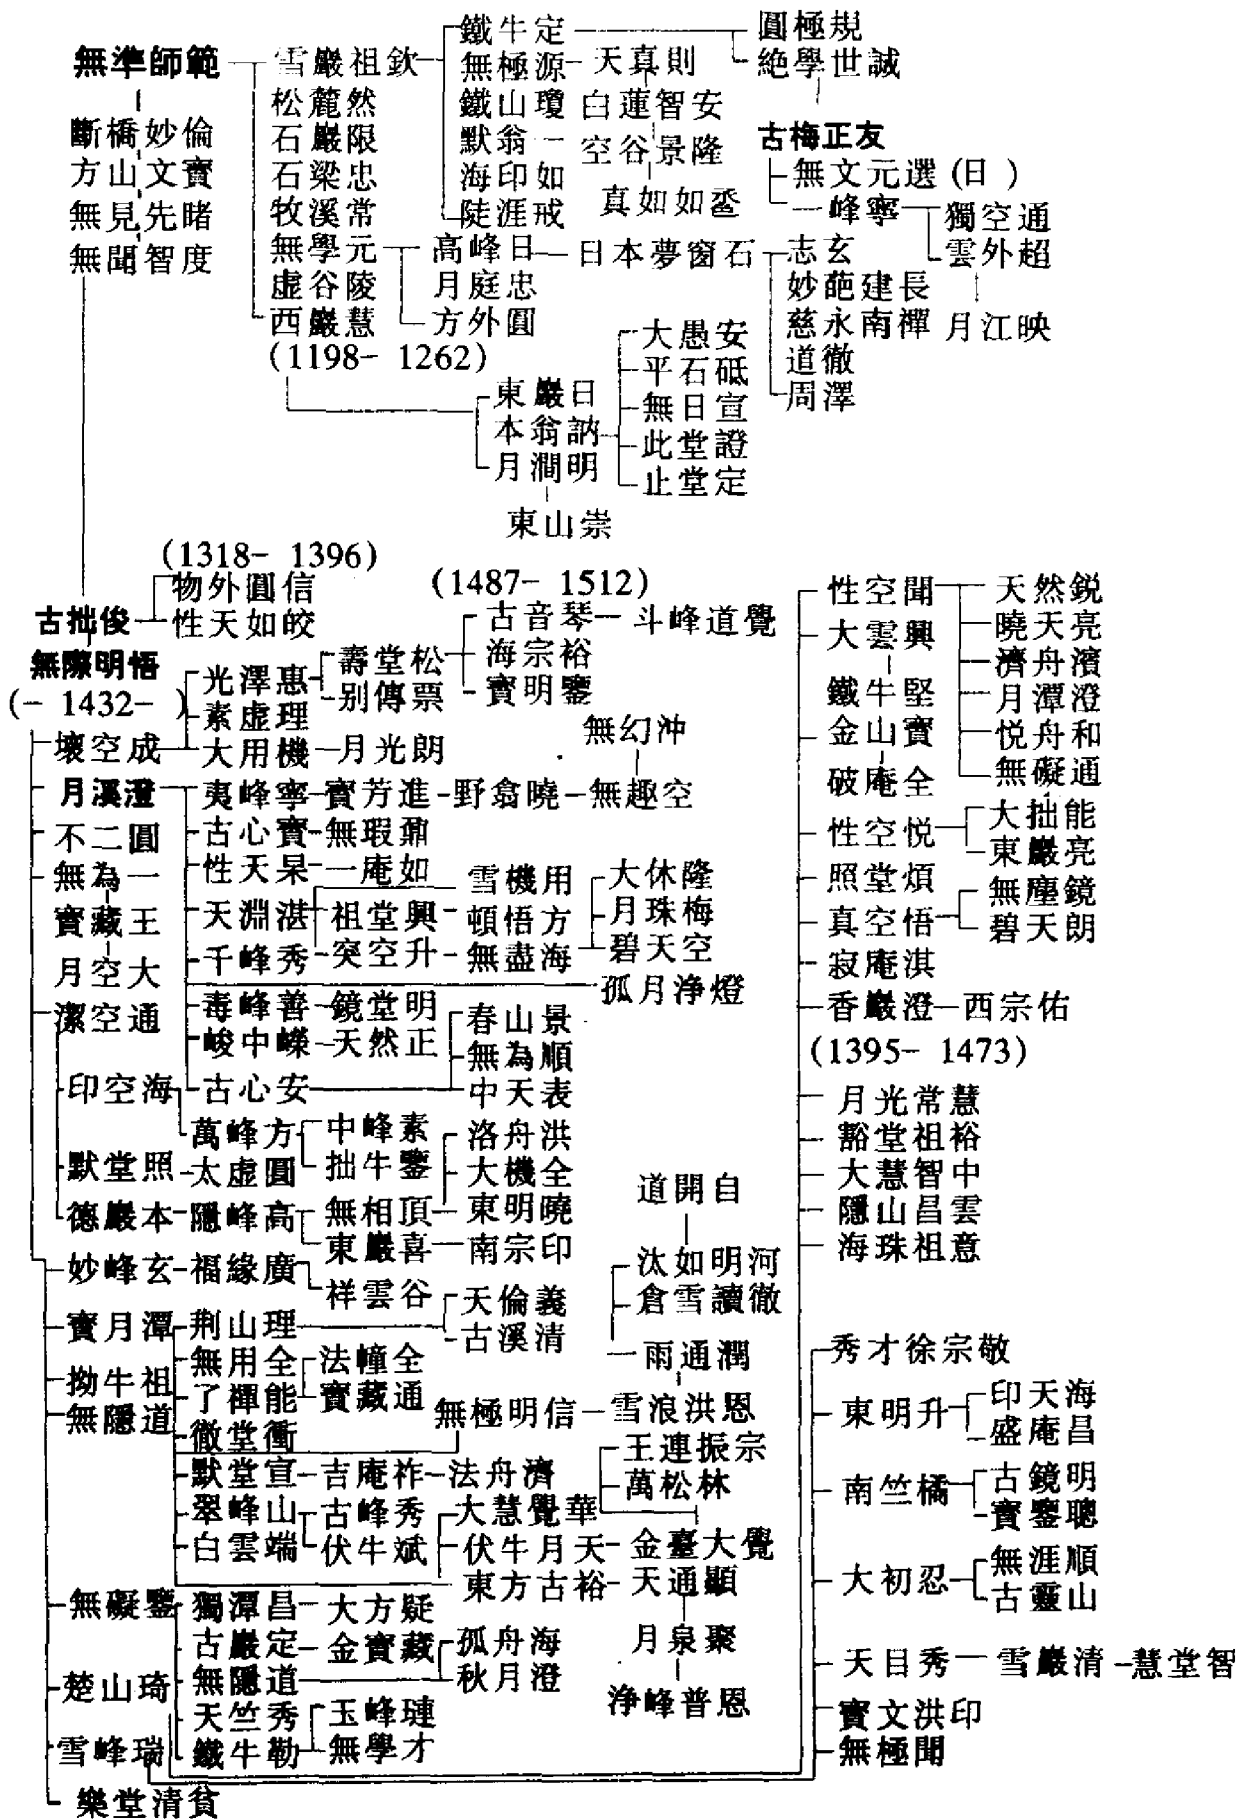 無準師範
斷橋妙倫
方山文寶
無見先睹
無聞智度
雪巖祖欽
松麓然
石巖限
石梁忠
牧溪常
無學元
虛谷陵
西巖慧
(1198- 1262)
鐵牛定
無極源
鐵山瓊
默翁一
海印如
陡涯戒
高峰日
月庭忠
方外圓
天真則
白蓮智安
空谷景隆
真如如盉
日本夢窗石
圓極規
絶學世誠
古梅正友
無文元選(日 )
一峰寧
獨空通
雲外超
月江映
志玄
妙葩建長
慈永南禪
道徹
周澤
東巖日
本翁訥
月澗明
東山崇
大愚安
平石砥
無日宣
此堂證
止堂定
(1318- 1396)
物外圓信
性天如皎
古拙俊
無際明悟
(- 1432- )
壞空成
月溪澄
不二圓
無為一
寶藏王
月空大
潔空通
印空海
默堂照
德巖本
妙峰玄
寶月潭
拗牛祖
無隱道
無礙鑒
楚山琦
雪峰瑞
樂堂清貧
光澤惠
素虛理
大用機
壽堂松
別傳票
月光朗
(1487- 1512)
古音琴
海宗裕
寶明鑒
斗峰道覺
無幻沖
夷峰寧
寶芳進
野翁曉
無趣空
古心寶
無瑕鼐
性天杲
一庵如
天淵湛
祖堂興
千峰秀
突空升
雪機用
頓悟方
無盡海
大休隆
月珠梅
碧天空
孤月净燈
毒峰善
鏡堂明
峻中嶸
天然正
古心安
春山景
無為順
中天表
萬峰方
太虛圓
隱峰高
中峰素
拙牛鑒
無相頂
東巖喜
洛舟洪
大機全
東明曉
南宗印
福緣廣
祥雲谷
荆山理
無用全
了禪能
徹堂衝
默堂宣
翠峰山
白雲端
天倫義
古溪清
法幢全
寶藏通
無極明信
雪浪洪恩
吉庵祚
法舟濟
古峰秀
伏牛斌
大慧覺華
伏牛月天
東方古裕
道開自
汰如明河
倉雪讀徹
雨通潤
王連振宗
萬松林
金臺大覺
天通顯
月泉聚
净峰普恩
獨潭昌
古巖定
無隱道
天竺秀
鐵牛勒
大方疑
金寶藏
孤舟海
秋月澄
玉峰璉
無學才
性空聞
大雲興
鐵牛堅
金山寶
破庵全
性空悦
照堂煩
真空悟
寂庵淇
香巖澄
西宗佑
天然鋭
曉天亮
濟舟濱
月潭澄
悦舟和
無礙通
大拙能
東巖亮
無塵鏡
碧天朗
(1395- 1473)
月光常慧
豁堂祖裕
大慧智中
隱山昌雲
海珠祖意
秀才徐宗敬
東明升
印天海
盛庵昌
南竺橘
古鏡明
寶鑒聰
大初忍
無涯順
古靈山
天目秀
雪巖清
慧堂智
寶文洪印
無極聞